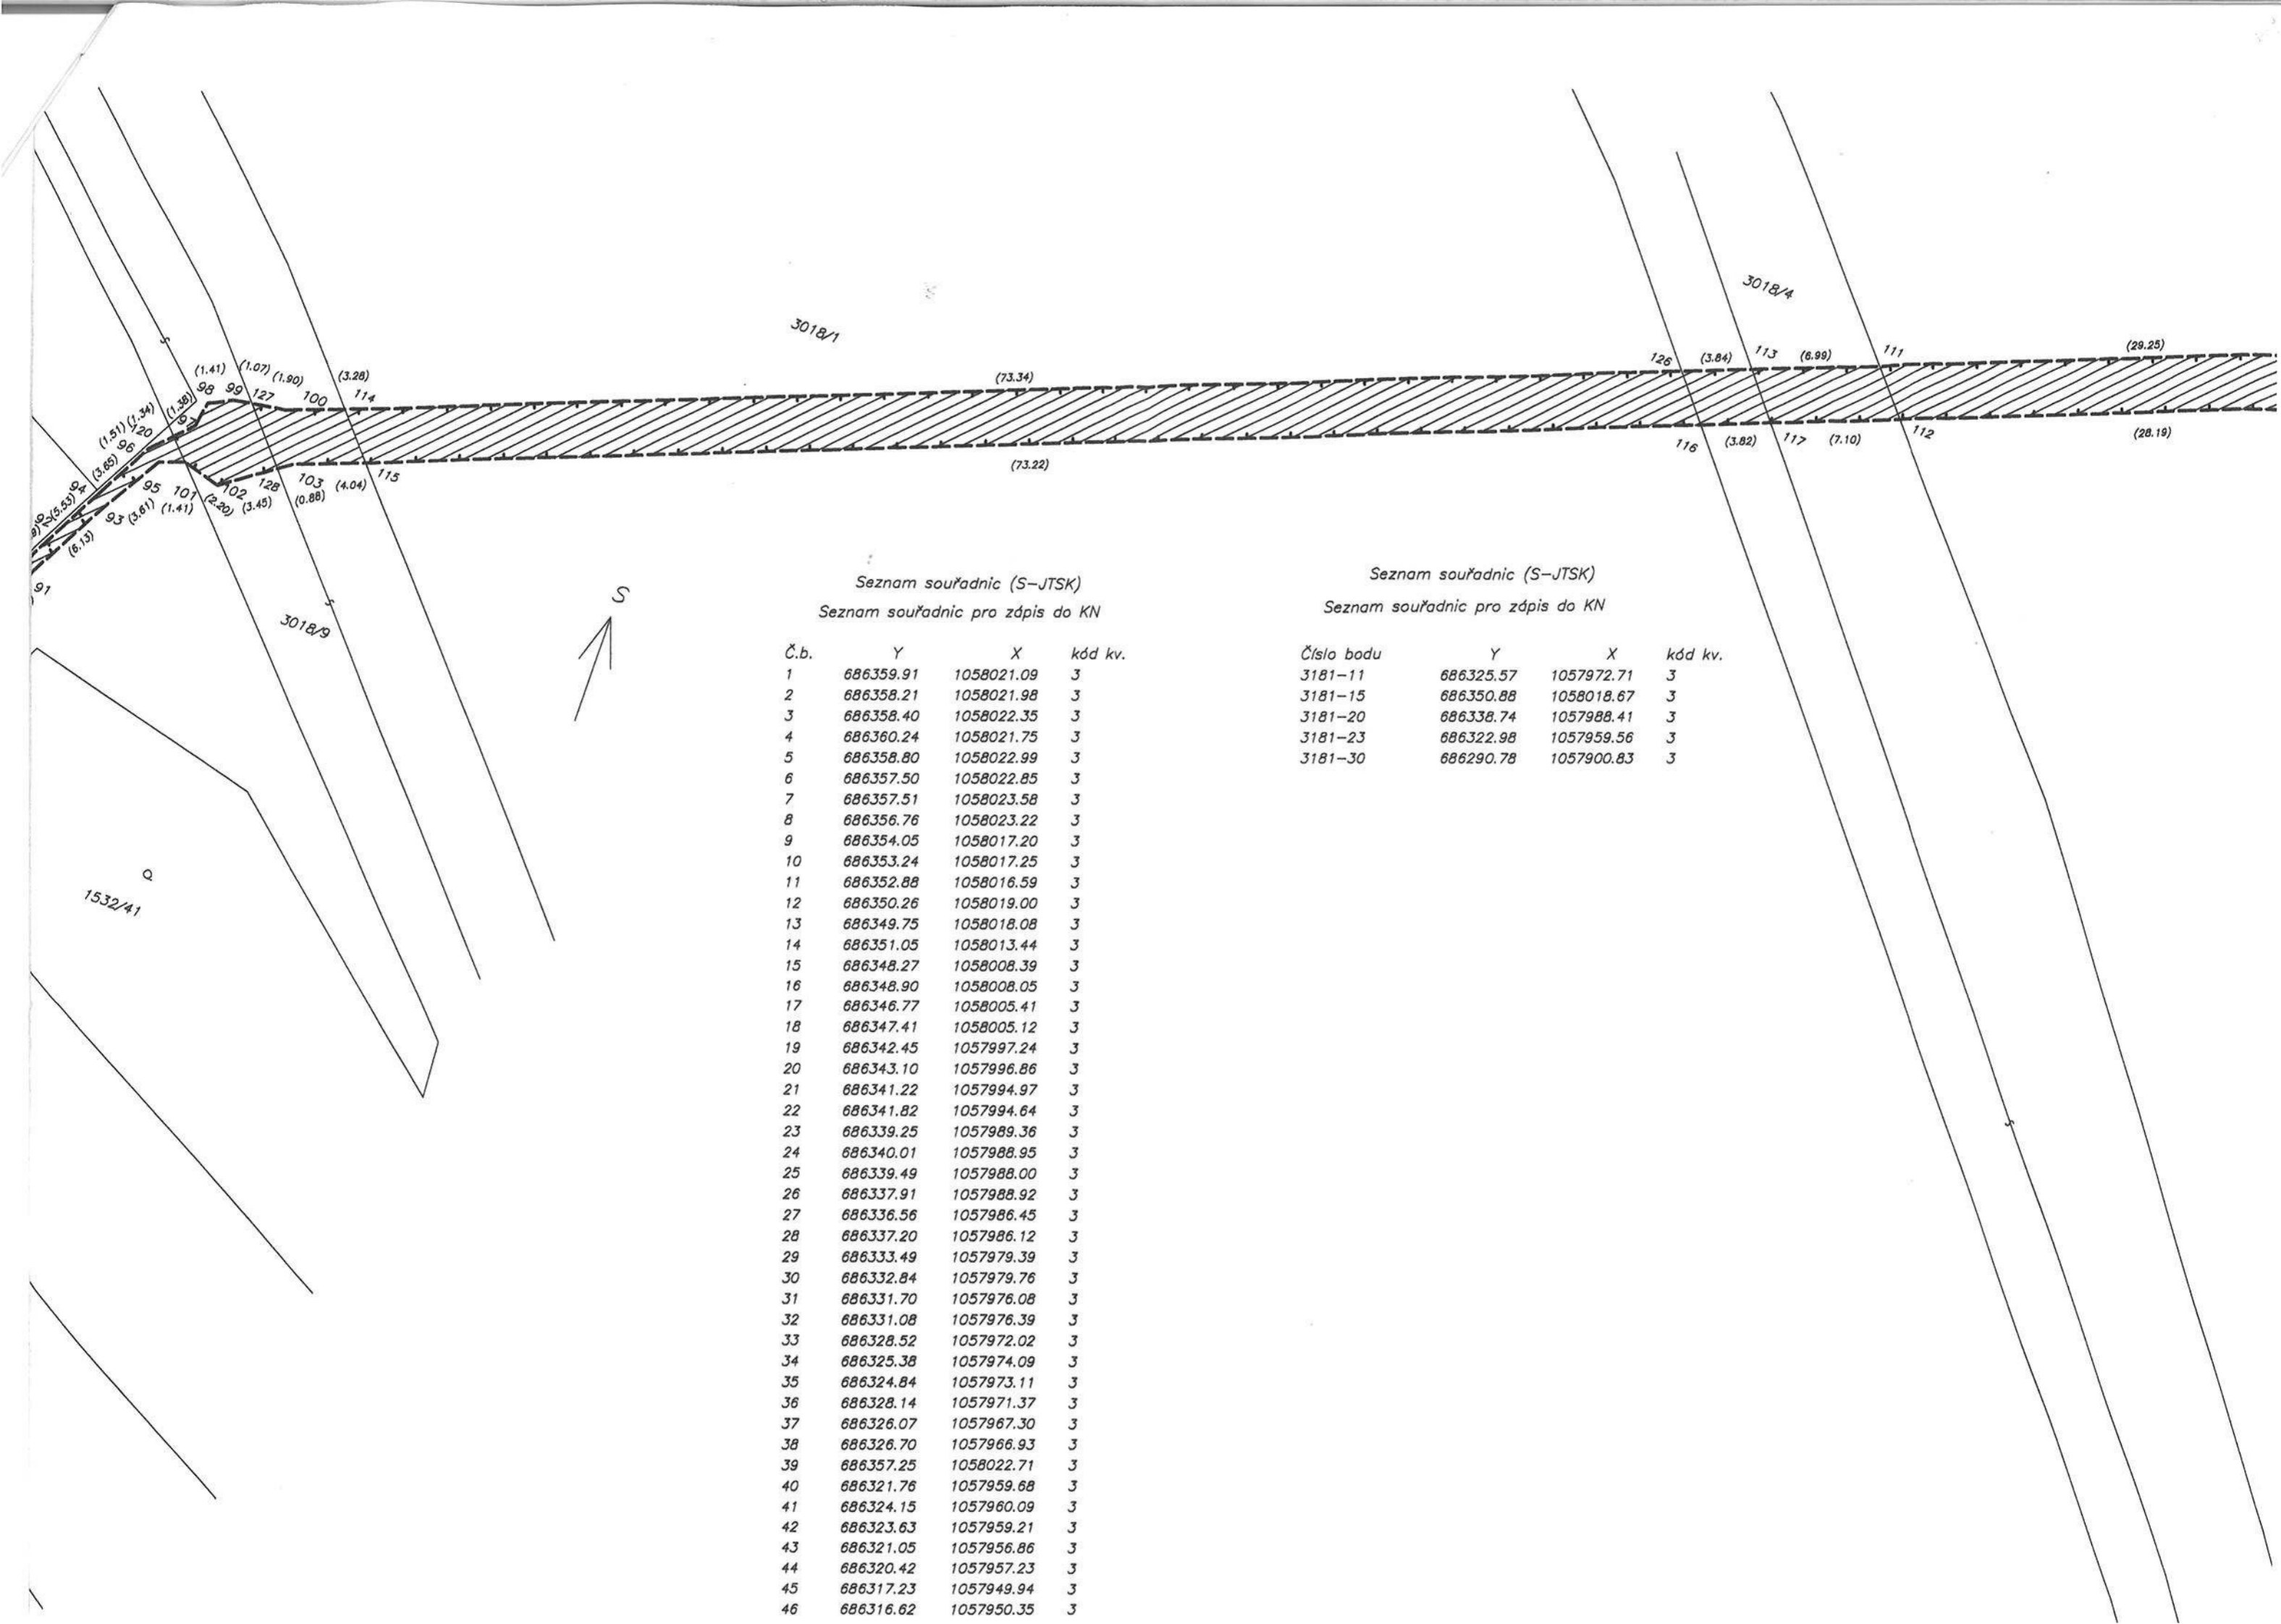 3018/1
3018/4
(1.41) (1.07) (1.90) (3.28)
98 99 127 100 114
(73.34)
126 (3.84) 113 (6.99) 111 (29.25)
(1.51) (1.34) (1.38)
96 120 97
94 (3.65)
(5.53)
95 101 102 128 103 115
93 (3.61) (1.41) (2.20) (3.45) (0.88) (4.04)
(6.13)
91
(73.22)
116 (3.82) 117 (7.10) 112 (28.19)
3018/9
S
1532/41
Seznam souřadnic (S-JTSK)
Seznam souřadnic pro zápis do KN
Č.b. Y X kód kv.
1 686359.91 1058021.09 3
2 686358.21 1058021.98 3
3 686358.40 1058022.35 3
4 686360.24 1058021.75 3
5 686358.80 1058022.99 3
6 686357.50 1058022.85 3
7 686357.51 1058023.58 3
8 686356.76 1058023.22 3
9 686354.05 1058017.20 3
10 686353.24 1058017.25 3
11 686352.88 1058016.59 3
12 686350.26 1058019.00 3
13 686349.75 1058018.08 3
14 686351.05 1058013.44 3
15 686348.27 1058008.39 3
16 686348.90 1058008.05 3
17 686346.77 1058005.41 3
18 686347.41 1058005.12 3
19 686342.45 1057997.24 3
20 686343.10 1057996.86 3
21 686341.22 1057994.97 3
22 686341.82 1057994.64 3
23 686339.25 1057989.36 3
24 686340.01 1057988.95 3
25 686339.49 1057988.00 3
26 686337.91 1057988.92 3
27 686336.56 1057986.45 3
28 686337.20 1057986.12 3
29 686333.49 1057979.39 3
30 686332.84 1057979.76 3
31 686331.70 1057976.08 3
32 686331.08 1057976.39 3
33 686328.52 1057972.02 3
34 686325.38 1057974.09 3
35 686324.84 1057973.11 3
36 686328.14 1057971.37 3
37 686326.07 1057967.30 3
38 686326.70 1057966.93 3
39 686357.25 1058022.71 3
40 686321.76 1057959.68 3
41 686324.15 1057960.09 3
42 686323.63 1057959.21 3
43 686321.05 1057956.86 3
44 686320.42 1057957.23 3
45 686317.23 1057949.94 3
46 686316.62 1057950.35 3
Seznam souřadnic (S-JTSK)
Seznam souřadnic pro zápis do KN
Číslo bodu Y X kód kv.
3181-11 686325.57 1057972.71 3
3181-15 686350.88 1058018.67 3
3181-20 686338.74 1057988.41 3
3181-23 686322.98 1057959.56 3
3181-30 686290.78 1057900.83 3